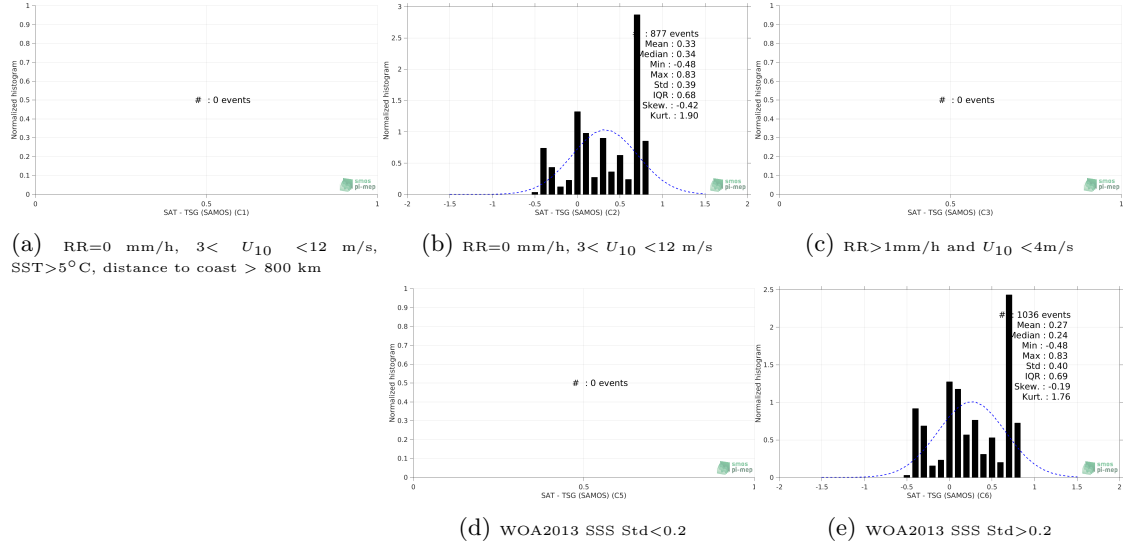 1
0.9
0.8
0.7
0.6
0.5
0.4
0.3
0.2
0.1
0
Normalized histogram
# : 0 events
0 0.5 1
SAT - TSG (SAMOS) (C1)
smos
pi-mep
3
2.5
2
1.5
1
0.5
0
Normalized histogram
# : 877 events
Mean : 0.33
Median : 0.34
Min : -0.48
Max : 0.83
Std : 0.39
IQR : 0.68
Skew. : -0.42
Kurt. : 1.90
-2 -1.5 -1 -0.5 0 0.5 1 1.5 2
SAT - TSG (SAMOS) (C2)
smos
pi-mep
1
0.9
0.8
0.7
0.6
0.5
0.4
0.3
0.2
0.1
0
Normalized histogram
# : 0 events
0 0.5 1
SAT - TSG (SAMOS) (C3)
smos
pi-mep
(a) RR=0 mm/h, 3< U10 <12 m/s,
SST>5°C, distance to coast > 800 km
(b) RR=0 mm/h, 3< U10 <12 m/s
(c) RR>1mm/h and U10 <4m/s
1
0.9
0.8
0.7
0.6
0.5
0.4
0.3
0.2
0.1
0
Normalized histogram
# : 0 events
0 0.5 1
SAT - TSG (SAMOS) (C5)
smos
pi-mep
2.5
2
1.5
1
0.5
0
Normalized histogram
# : 1036 events
Mean : 0.27
Median : 0.24
Min : -0.48
Max : 0.83
Std : 0.40
IQR : 0.69
Skew. : -0.19
Kurt. : 1.76
-2 -1.5 -1 -0.5 0 0.5 1 1.5 2
SAT - TSG (SAMOS) (C6)
smos
pi-mep
(d) WOA2013 SSS Std<0.2
(e) WOA2013 SSS Std>0.2